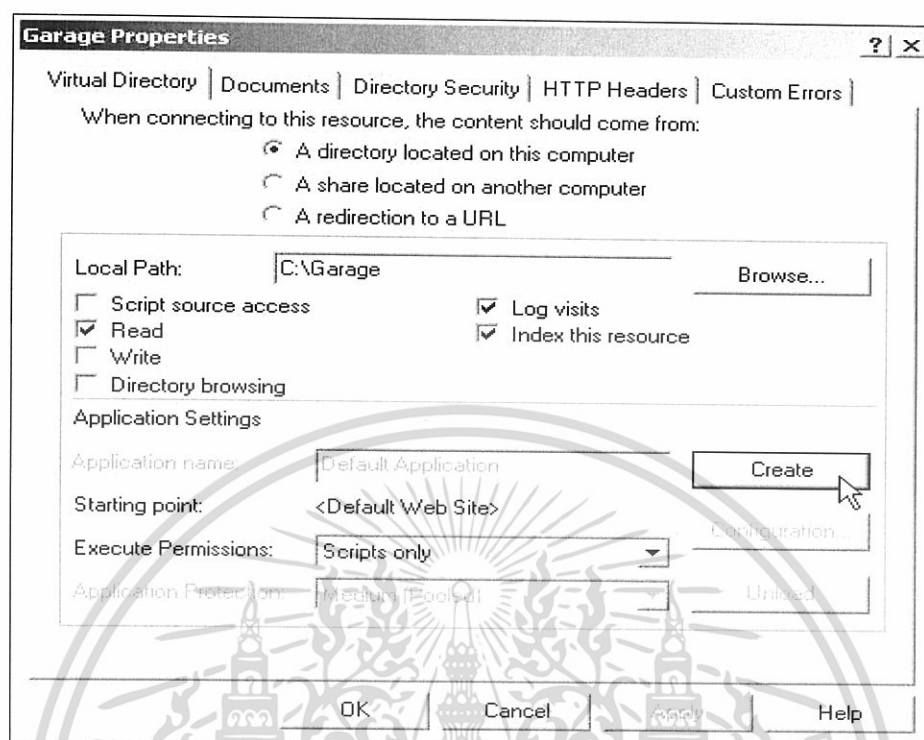 Garage Properties ? ×
Virtual Directory Documents Directory Security HTTP Headers Custom Errors
When connecting to this resource, the content should come from:
A directory located on this computer
A share located on another computer
A redirection to a URL
Local Path: C:\Garage Browse...
Script source access Log visits
Read Index this resource
Write
Directory browsing
Application Settings
Application name: Default Application Create
Starting point: <Default Web Site> Configuration...
Execute Permissions: Scripts only
Application Protection: Medium (Pooled) Unload
OK Cancel Apply Help